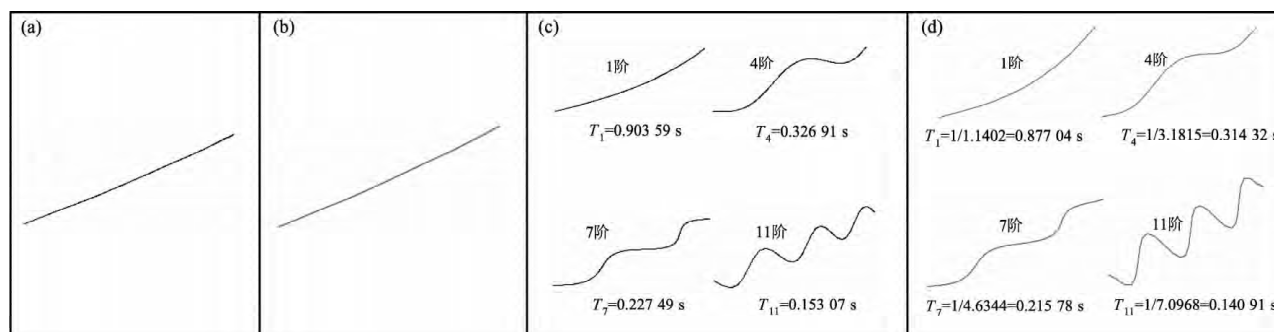 (a)
(b)
(c)
1阶
4阶
T₁=0.903 59 s
T₄=0.326 91 s
7阶
11阶
T₇=0.227 49 s
T₁₁=0.153 07 s
(d)
1阶
4阶
T₁=1/1.1402=0.877 04 s
T₄=1/3.1815=0.314 32 s
7阶
11阶
T₇=1/4.6344=0.215 78 s
T₁₁=1/7.0968=0.140 91 s